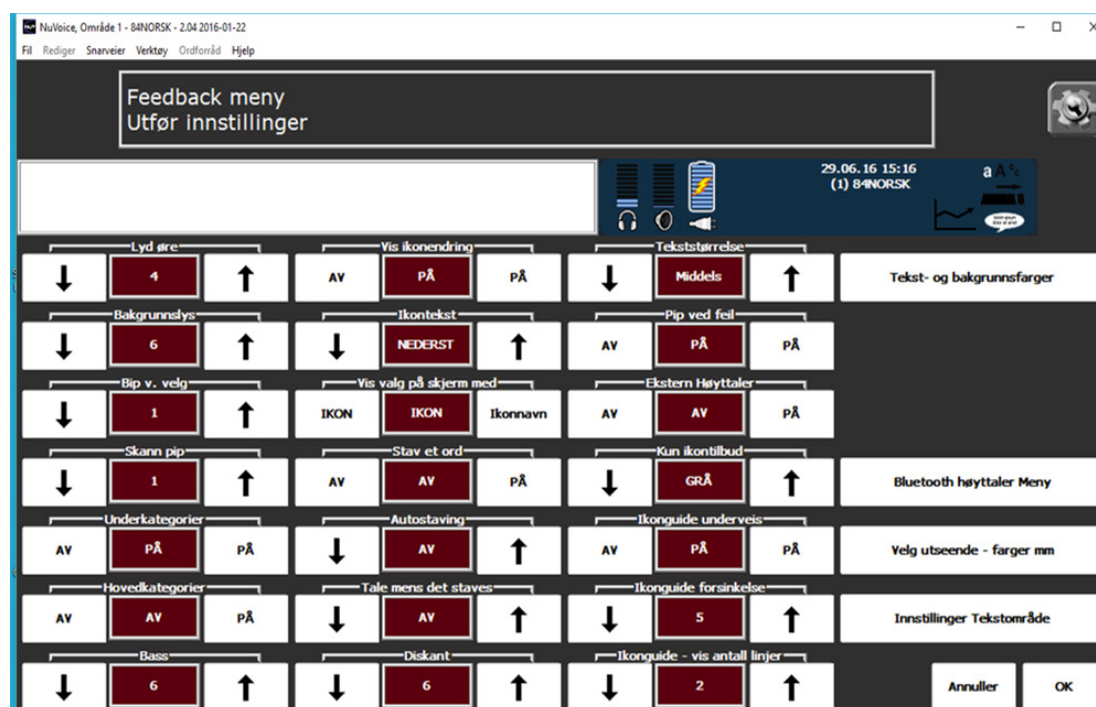 NuVoice, Område 1 - 84NORSK - 2.04 2016-01-22
Fil Rediger Snarveier Verktøy Ordforråd Hjelp
Feedback meny
Utfør innstillinger
29.06.16 15:16
(1) 84NORSK
Lyd øre Vis ikonendring Tekststørrelse
4 AV PÅ PÅ Middels Tekst- og bakgrunnsfarger
Bakgrunnslys Ikontekst Pip ved feil
6 NEDERST AV PÅ PÅ
Bip v. velg Vis valg på skjerm med Ekstern Høyttaler
1 IKON IKON Ikonnavn AV AV PÅ
Skann pip Stav et ord Kun ikontilbud
1 AV AV PÅ GRÅ Bluetooth høyttaler Meny
Underkategorier Autostaving Ikonguide underveis
AV PÅ PÅ AV AV PÅ PÅ Velg utseende - farger mm
Hovedkategorier Tale mens det staves Ikonguide forsinkelse
AV AV PÅ AV 5 Innstillinger Tekstområde
Bass Diskant Ikonguide - vis antall linjer
6 6 2 Annuller OK